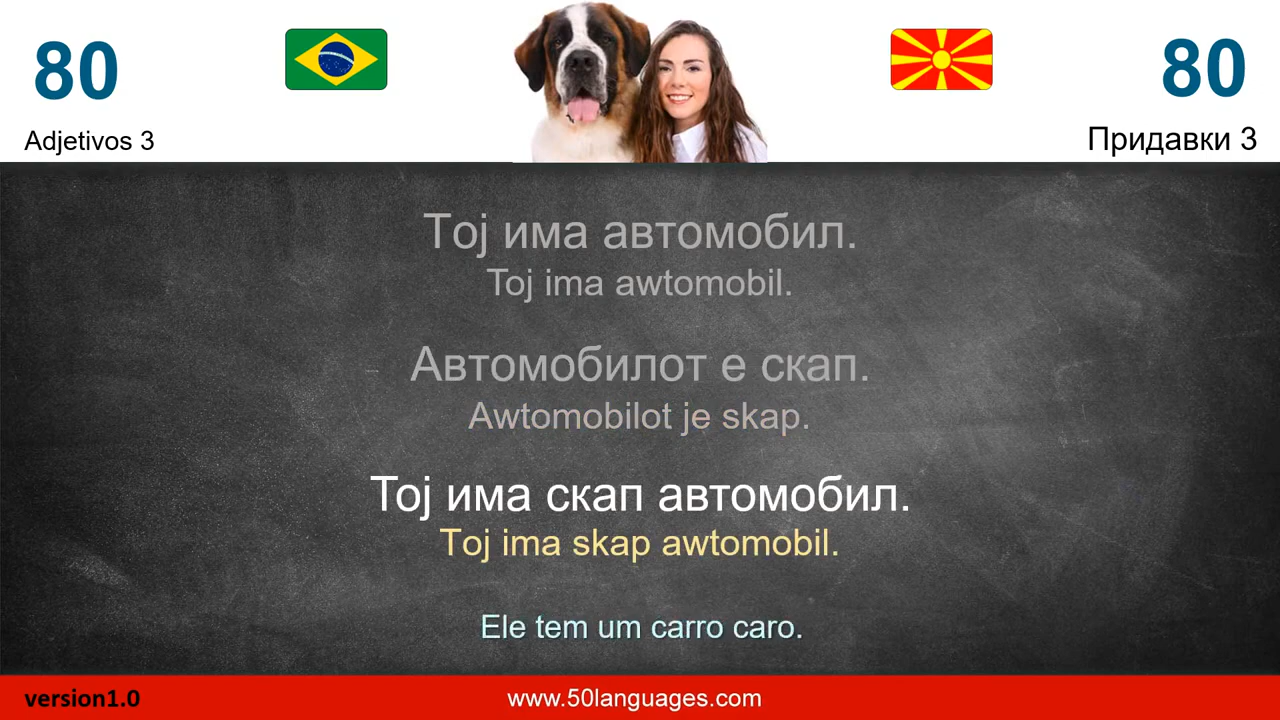 80
80
Adjetivos 3
Придавки 3
Тој има автомобил.
Toj ima awtomobil.
Автомобилот е скап.
Awtomobilot je skap.
Тој има скап автомобил.
Toj ima skap awtomobil.
Ele tem um carro caro.
version1.0
www.50languages.com